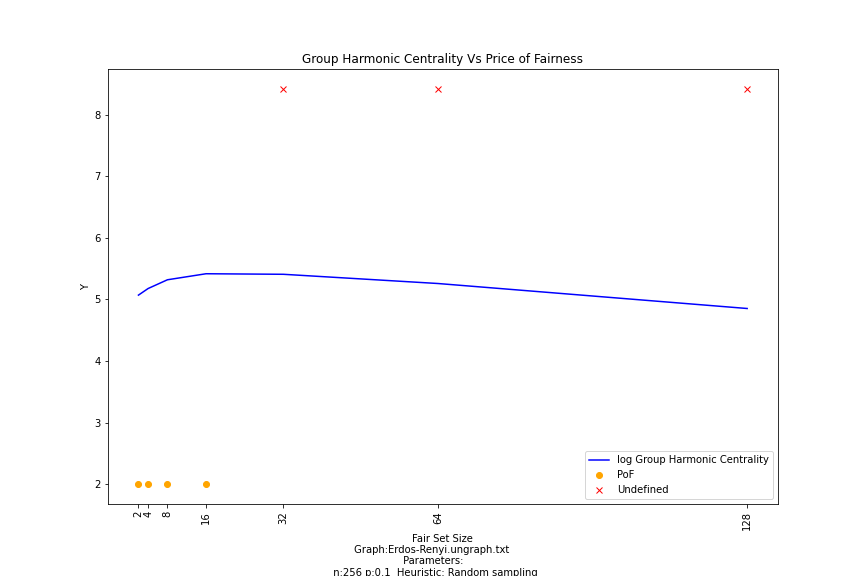 Group Harmonic Centrality Vs Price of Fairness
8
7
6
5
4
3
2
Y
log Group Harmonic Centrality
PoF
Undefined
2
4
8
16
32
64
128
Fair Set Size
Graph:Erdos-Renyi.ungraph.txt
Parameters:
n:256 p:0.1 Heuristic: Random sampling